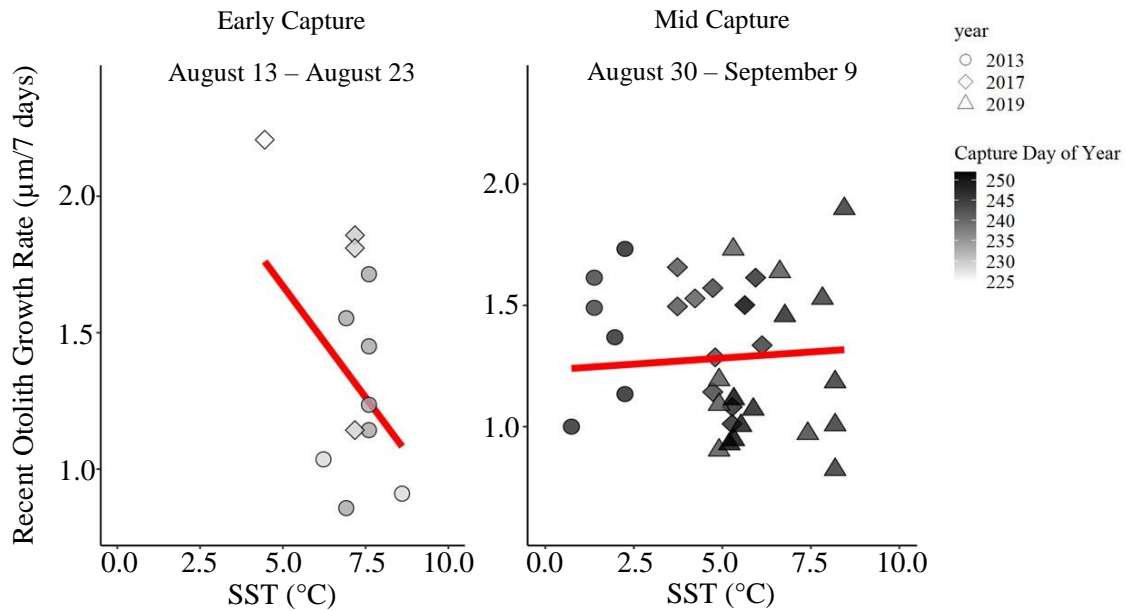 Early Capture
Mid Capture
August 13 – August 23
August 30 – September 9
Recent Otolith Growth Rate (µm/7 days)
2.0
1.5
1.0
0.0
2.5
5.0
7.5
10.0
SST (°C)
2.0
1.5
1.0
0.0
2.5
5.0
7.5
10.0
SST (°C)
year
2013
2017
2019
Capture Day of Year
250
245
240
235
230
225